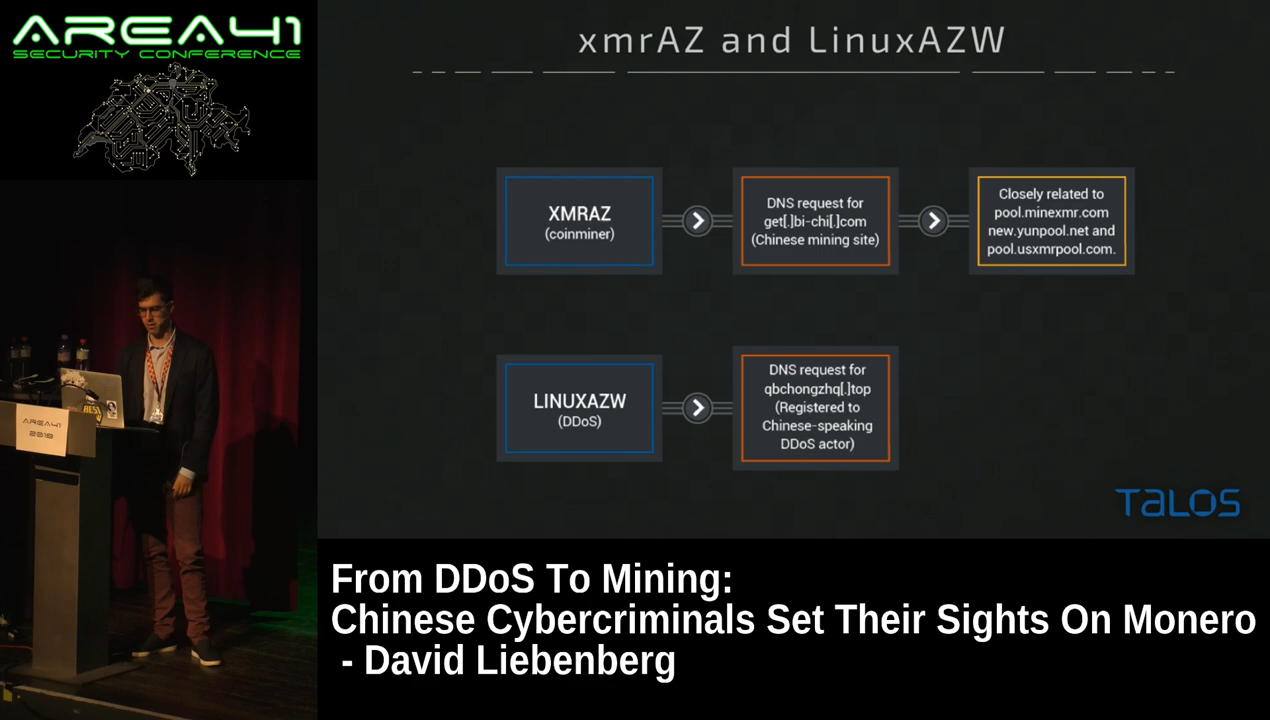 AREA41
SECURITY CONFERENCE
xmrAZ and LinuxAZW
XMRAZ
(coinminer)
DNS request for
get[.]bi-chi[.]com
(Chinese mining site)
Closely related to
pool.minexmr.com
new.yunpool.net and
pool.usxmrpool.com.
LINUXAZW
(DDoS)
DNS request for
qbchongzhq[.]top
(Registered to
Chinese-speaking
DDoS actor)
TALOS
AREA41
From DDoS To Mining:
Chinese Cybercriminals Set Their Sights On Monero
- David Liebenberg